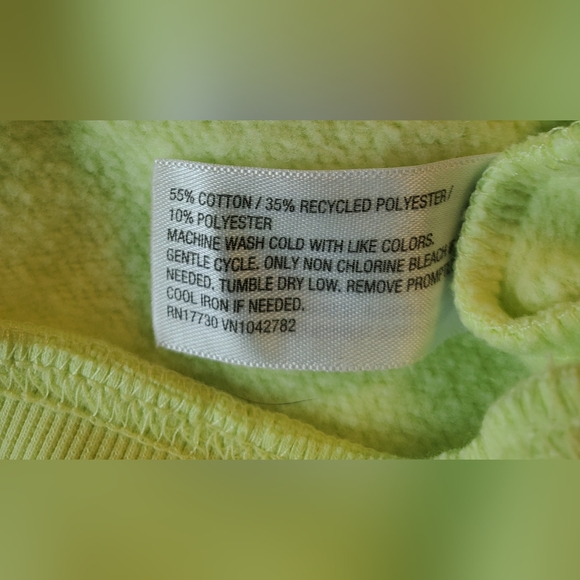 55% COTTON / 35% RECYCLED POLYESTER /
10% POLYESTER
MACHINE WASH COLD WITH LIKE COLORS.
GENTLE CYCLE. ONLY NON CHLORINE BLEACH
NEEDED. TUMBLE DRY LOW. REMOVE
COOL IRON IF NEEDED.
RN17730 VN1042782